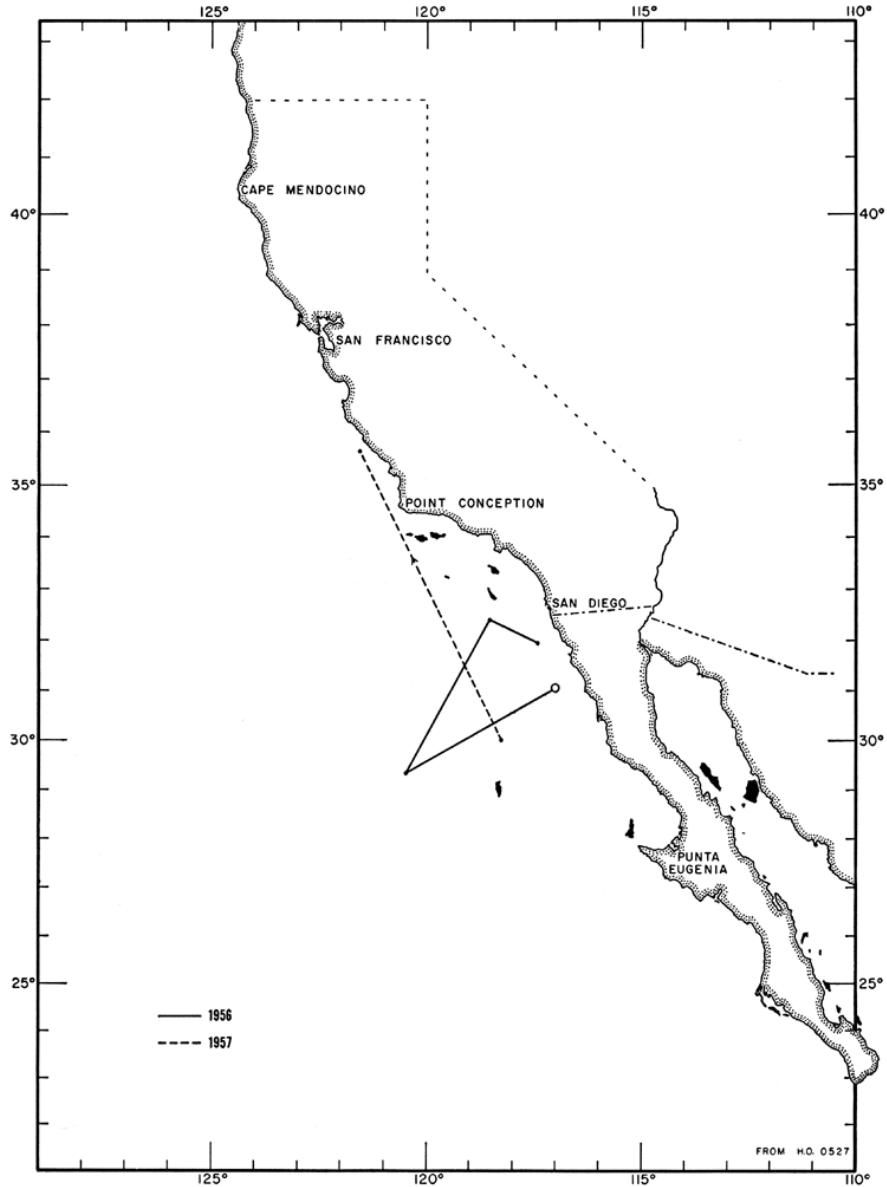 125° 120° 115° 110°
40° 40°
CAPE MENDOCINO
SAN FRANCISCO
35° 35°
POINT CONCEPTION
SAN DIEGO
30° 30°
PUNTA
EUGENIA
25° 25°
1956
1957
FROM H.O. 0527
125° 120° 115° 110°